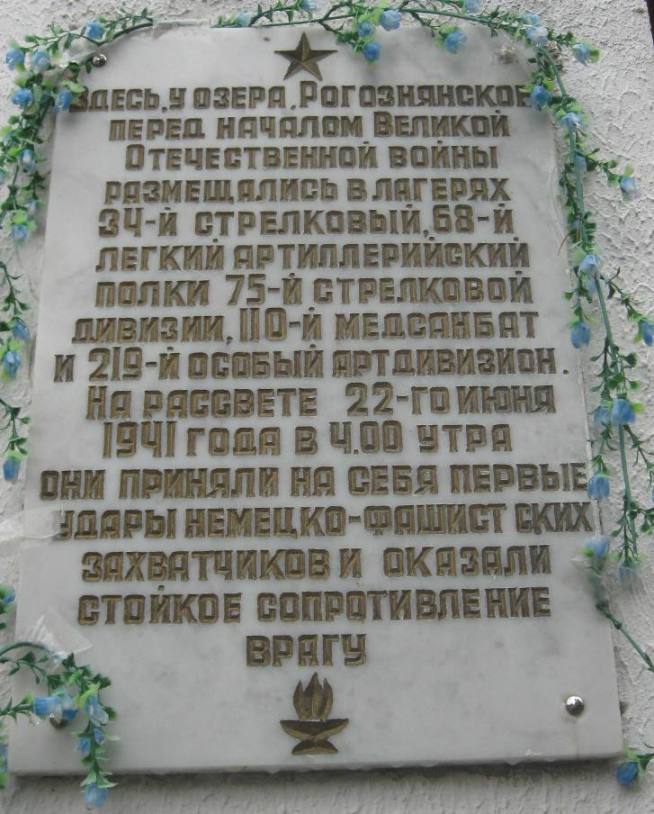 Здесь, у озера, Рогознянское
перед началом Великой
Отечественной войны
размещались в лагерях
34-й стрелковый, 68-й
легкий артиллерийский
полки 75-й стрелковой
дивизии, 110-й медсанбат
и 219-й особый артдивизион.
На рассвете 22-го июня
1941 года в 4.00 утра
они приняли на себя первые
удары немецко-фашистских
захватчиков и оказали
стойкое сопротивление
врагу